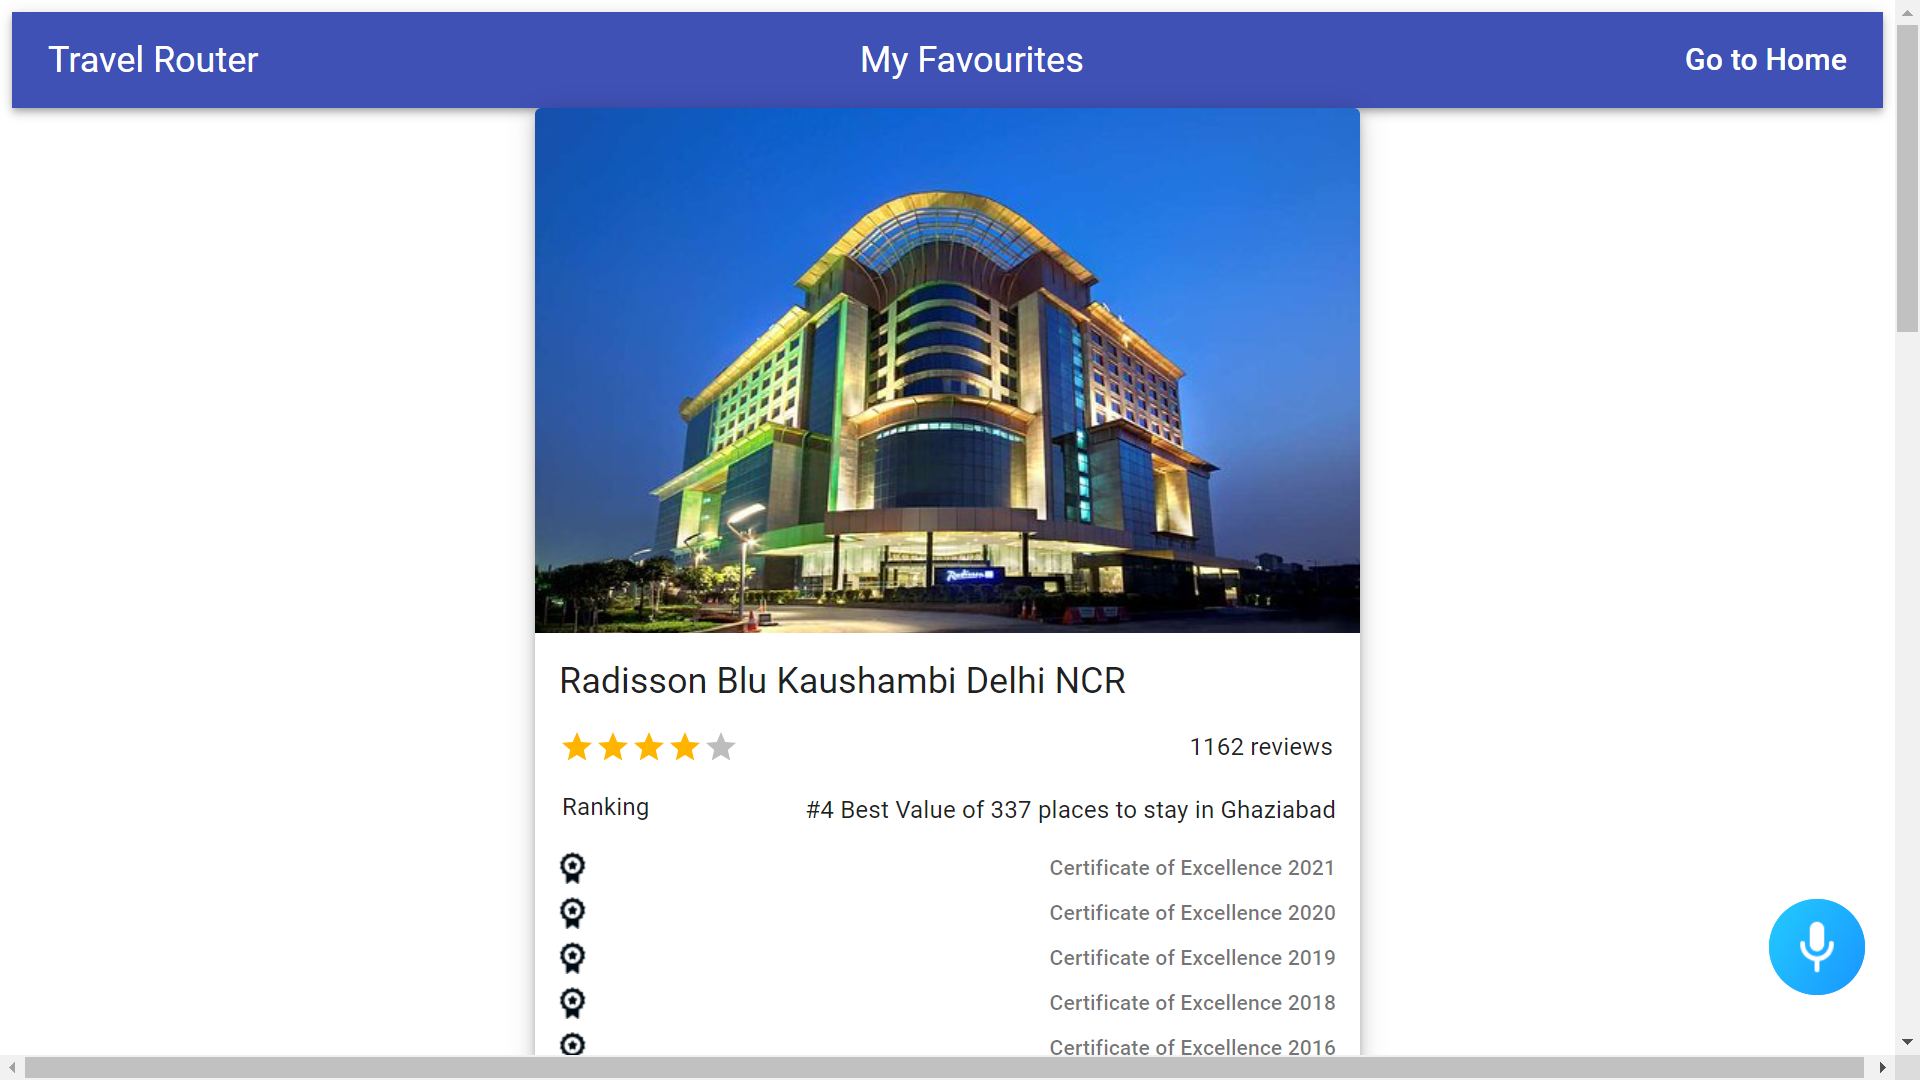 Travel Router
My Favourites
Go to Home
Radisson
Radisson Blu Kaushambi Delhi NCR
1162 reviews
Ranking
#4 Best Value of 337 places to stay in Ghaziabad
Certificate of Excellence 2021
Certificate of Excellence 2020
Certificate of Excellence 2019
Certificate of Excellence 2018
Certificate of Excellence 2016